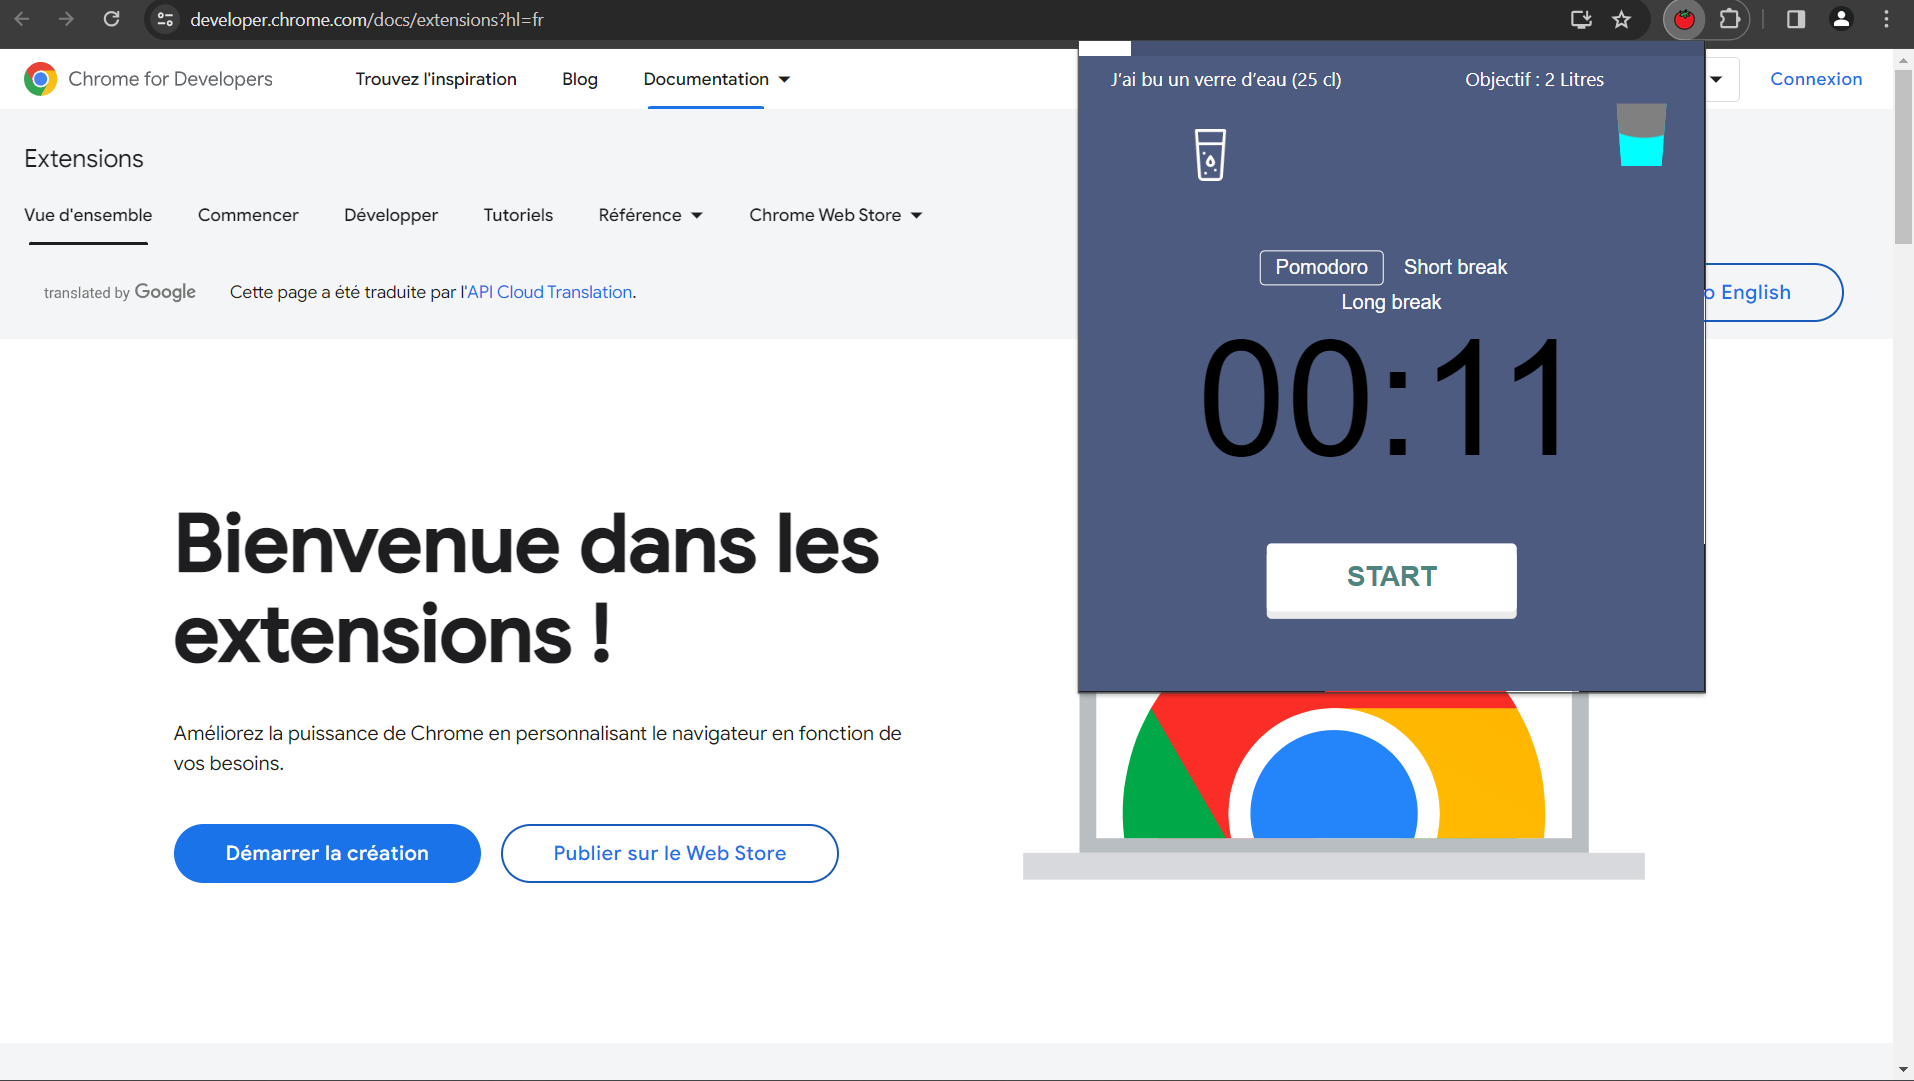 developer.chrome.com/docs/extensions?hl=fr
Chrome for Developers
Trouvez l'inspiration
Blog
Documentation
Connexion
Extensions
Vue d'ensemble
Commencer
Développer
Tutoriels
Référence
Chrome Web Store
translated by Google
Cette page a été traduite par l'API Cloud Translation.
English
J'ai bu un verre d'eau (25 cl)
Objectif : 2 Litres
Pomodoro
Short break
Long break
00:11
START
Bienvenue dans les
extensions !
Améliorez la puissance de Chrome en personnalisant le navigateur en fonction de
vos besoins.
Démarrer la création
Publier sur le Web Store